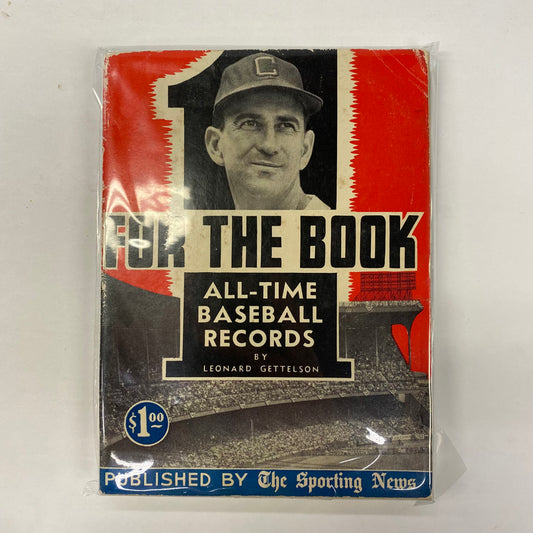 C
1
FOR THE BOOK
ALL-TIME
BASEBALL
RECORDS
BY
LEONARD GETTELSON
$1.00
PUBLISHED BY The Sporting News